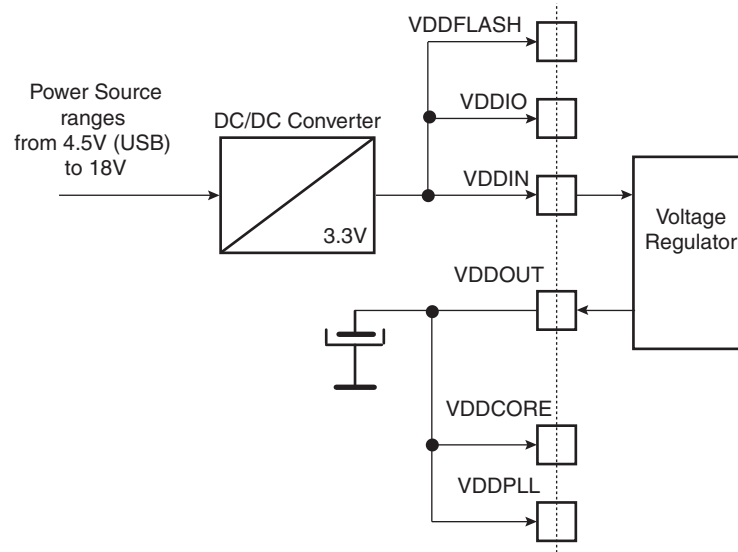 VDDFLASH
Power Source
ranges
from 4.5V (USB)
to 18V
DC/DC Converter
3.3V
VDDIO
VDDIN
Voltage
Regulator
VDDOUT
VDDCORE
VDDPLL